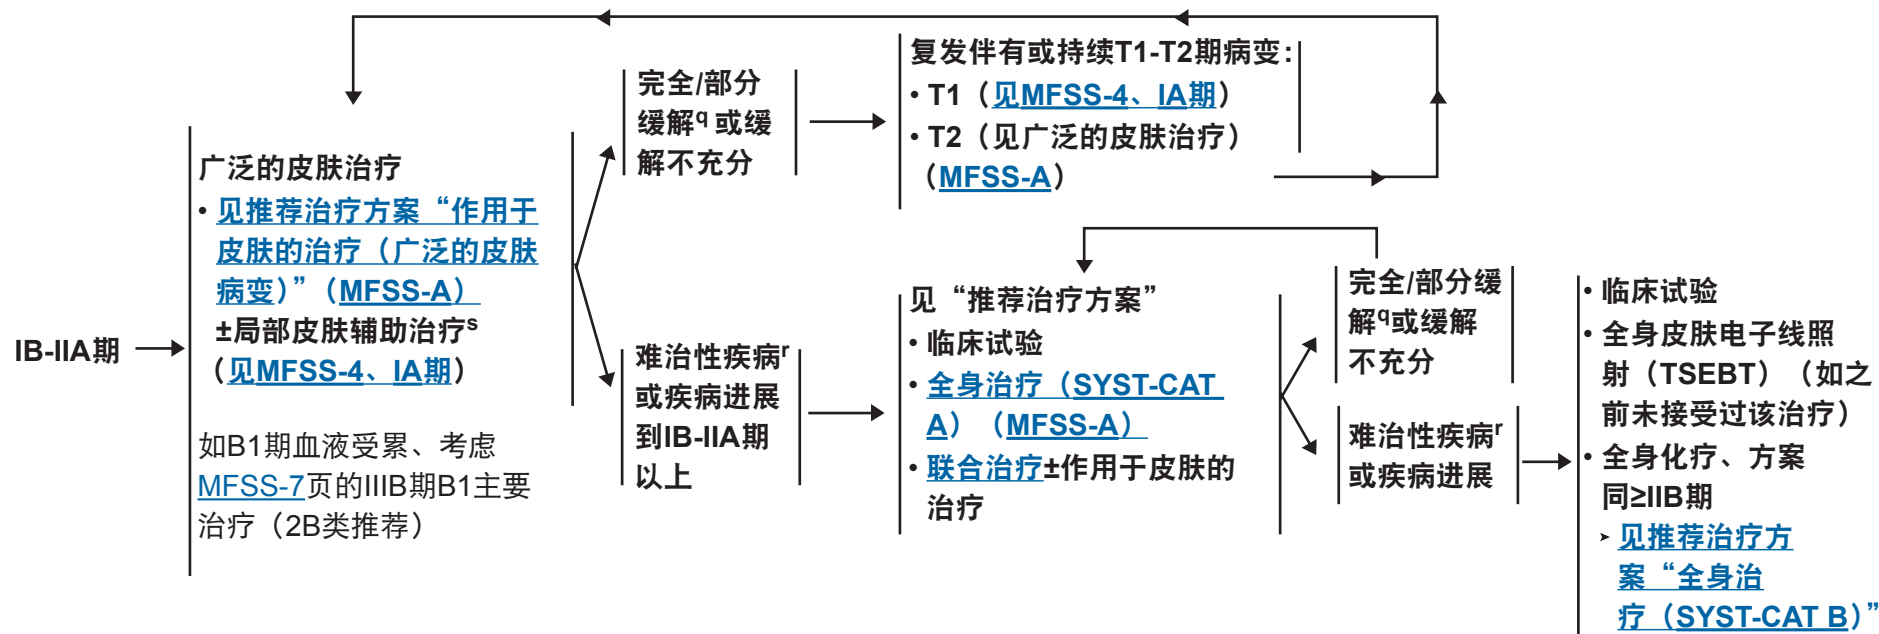 IB-IIA期
广泛的皮肤治疗
• 见推荐治疗方案“作用于
皮肤的治疗（广泛的皮肤
病变）”（MFSS-A）
±局部皮肤辅助治疗s
（见MFSS-4、IA期）
如B1期血液受累、考虑
MFSS-7页的IIIB期B1主要
治疗（2B类推荐）
完全/部分
缓解q 或缓
解不充分
复发伴有或持续T1-T2期病变：
• T1（见MFSS-4、IA期）
• T2（见广泛的皮肤治疗）
（MFSS-A）
难治性疾病r
或疾病进展
到IB-IIA期
以上
见“推荐治疗方案”
• 临床试验
• 全身治疗（SYST-CAT
A）（MFSS-A）
• 联合治疗±作用于皮肤的
治疗
完全/部分缓
解q或缓解
不充分
难治性疾病r
或疾病进展
• 临床试验
• 全身皮肤电子线照
射（TSEBT）（如之
前未接受过该治疗）
• 全身化疗、方案
同≥IIB期
➤ 见推荐治疗方
案“全身治
疗（SYST-CAT B）”